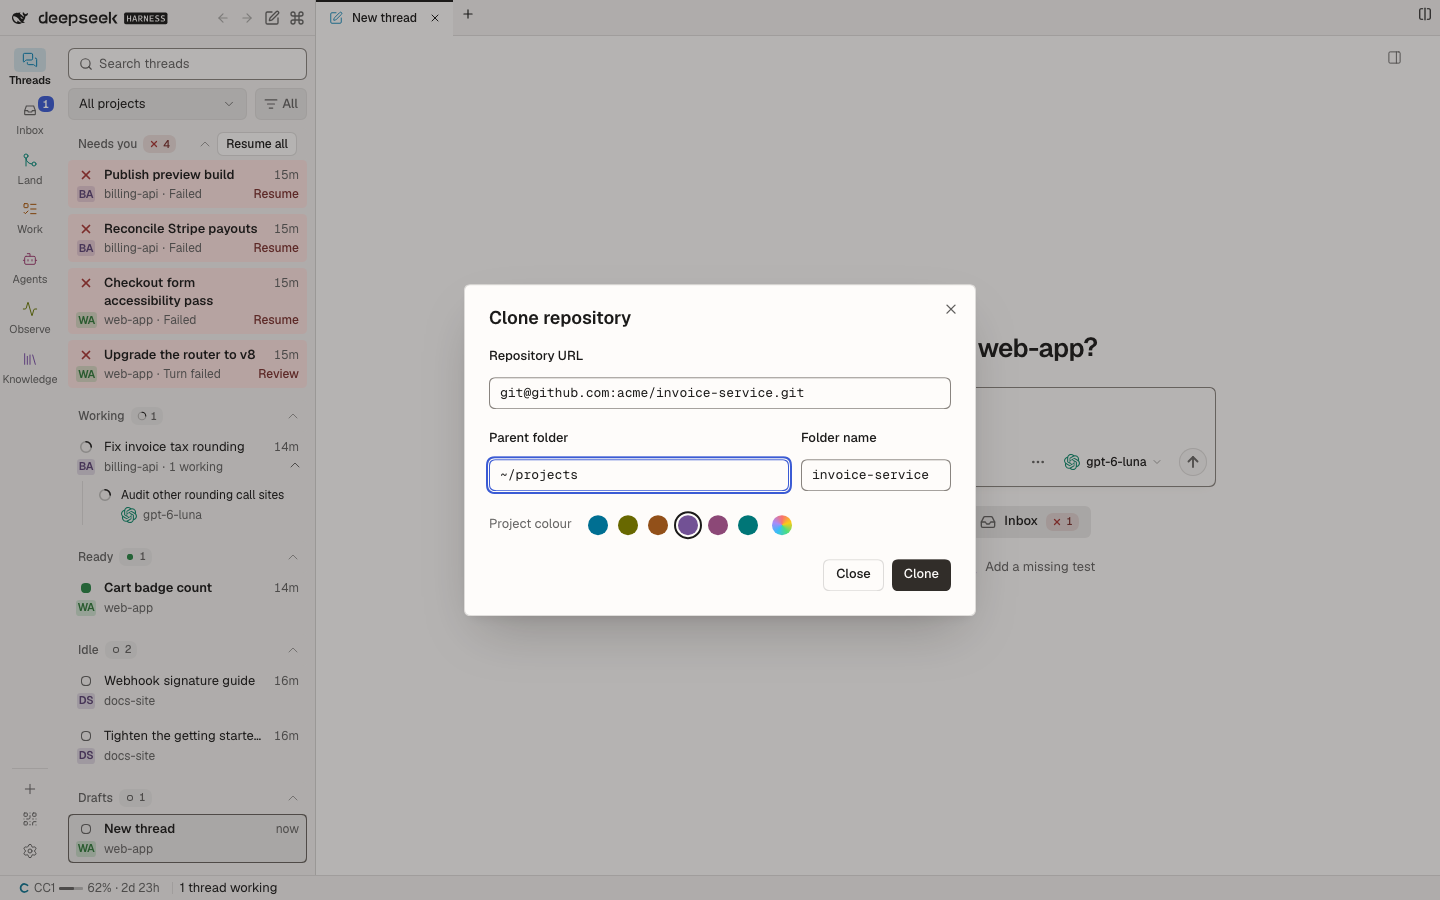 deepseek HARNESS
New thread
Threads
1
Inbox
Land
Work
Agents
Observe
Knowledge
Search threads
All projects
All
Needs you
4
Resume all
Publish preview build
15m
BA
billing-api · Failed
Resume
Reconcile Stripe payouts
15m
BA
billing-api · Failed
Resume
Checkout form
accessibility pass
15m
WA
web-app · Failed
Resume
Upgrade the router to v8
15m
WA
web-app · Turn failed
Review
Working
1
Fix invoice tax rounding
14m
BA
billing-api · 1 working
Audit other rounding call sites
gpt-6-luna
Ready
1
Cart badge count
14m
WA
web-app
Idle
2
Webhook signature guide
16m
DS
docs-site
Tighten the getting starte...
16m
DS
docs-site
Drafts
1
New thread
now
WA
web-app
CC1
62% · 2d 23h
1 thread working
web-app?
gpt-6-luna
Inbox
1
Add a missing test
Clone repository
Repository URL
git@github.com:acme/invoice-service.git
Parent folder
Folder name
~/projects
invoice-service
Project colour
Close
Clone